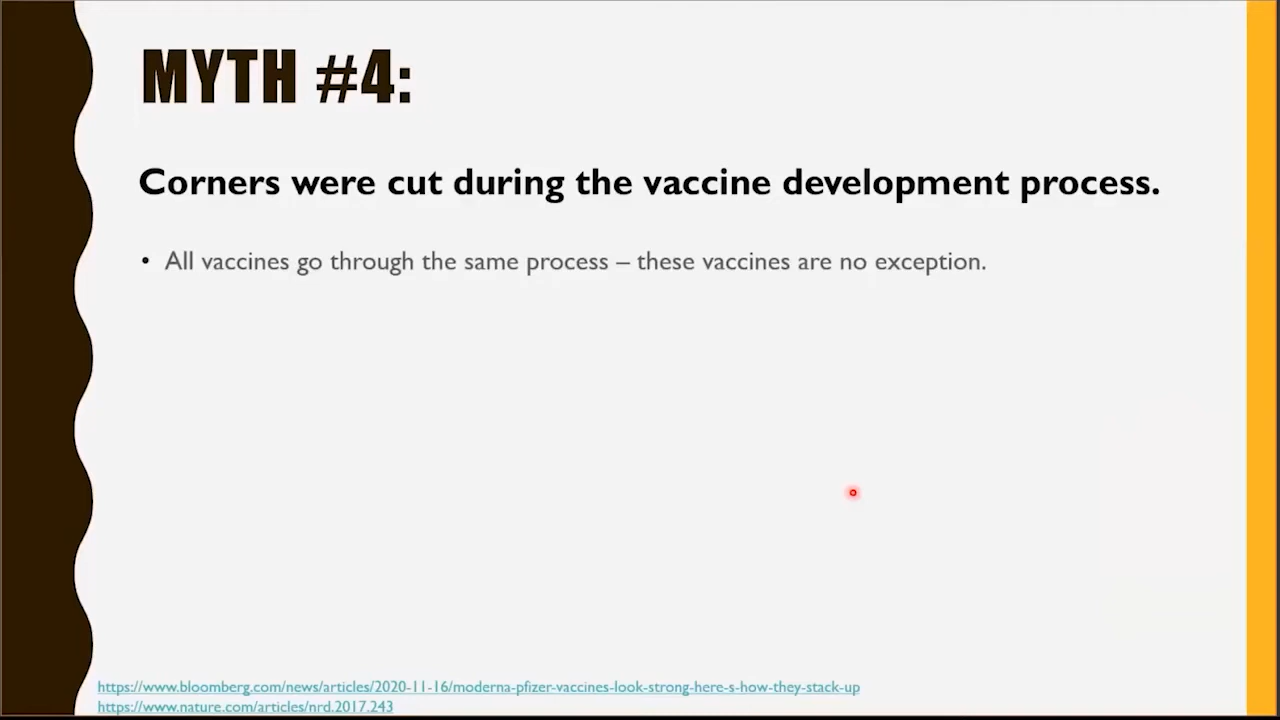 MYTH #4:
Corners were cut during the vaccine development process.
• All vaccines go through the same process – these vaccines are no exception.
https://www.bloomberg.com/news/articles/2020-11-16/moderna-pfizer-vaccines-look-strong-here-s-how-they-stack-up
https://www.nature.com/articles/nrd.2017.243